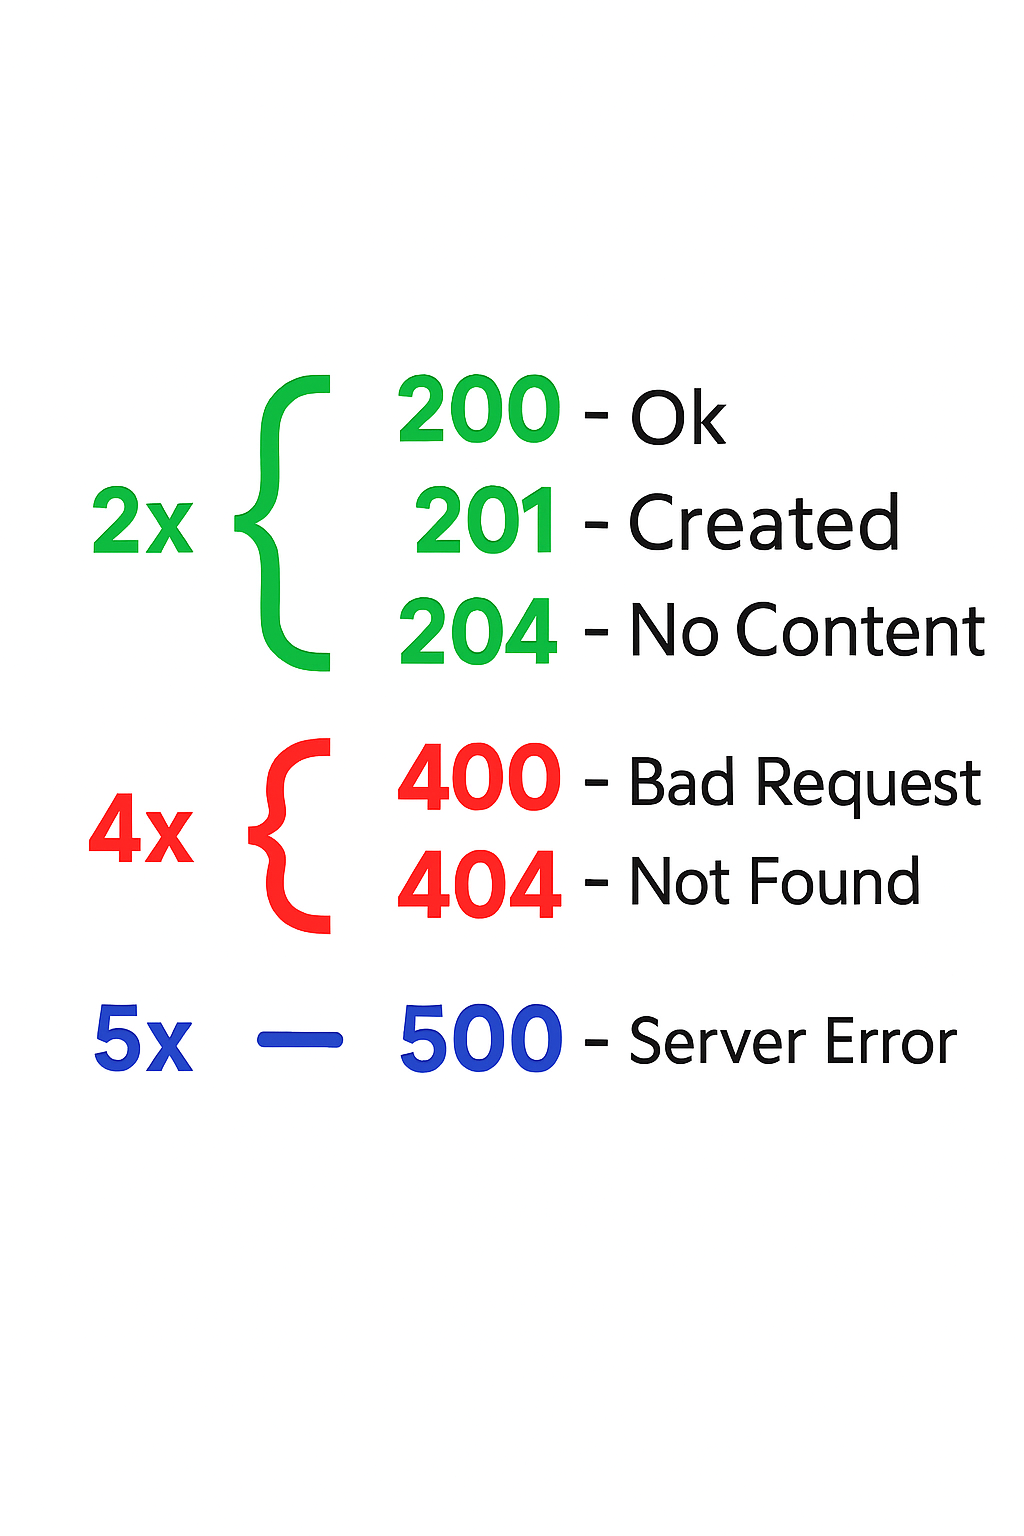 200 - Ok
2x 201 - Created
204 - No Content
400 - Bad Request
4x
404 - Not Found
5x — 500 - Server Error